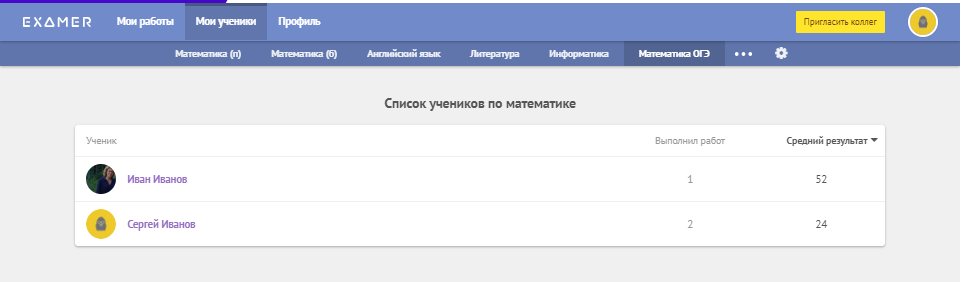 EXAMER Мои работы Мои ученики Профиль Пригласить коллег
Математика (п) Математика (б) Английский язык Литература Информатика Математика ОГЭ
Список учеников по математике
Ученик Выполнил работ Средний результат
Иван Иванов 1 52
Сергей Иванов 2 24